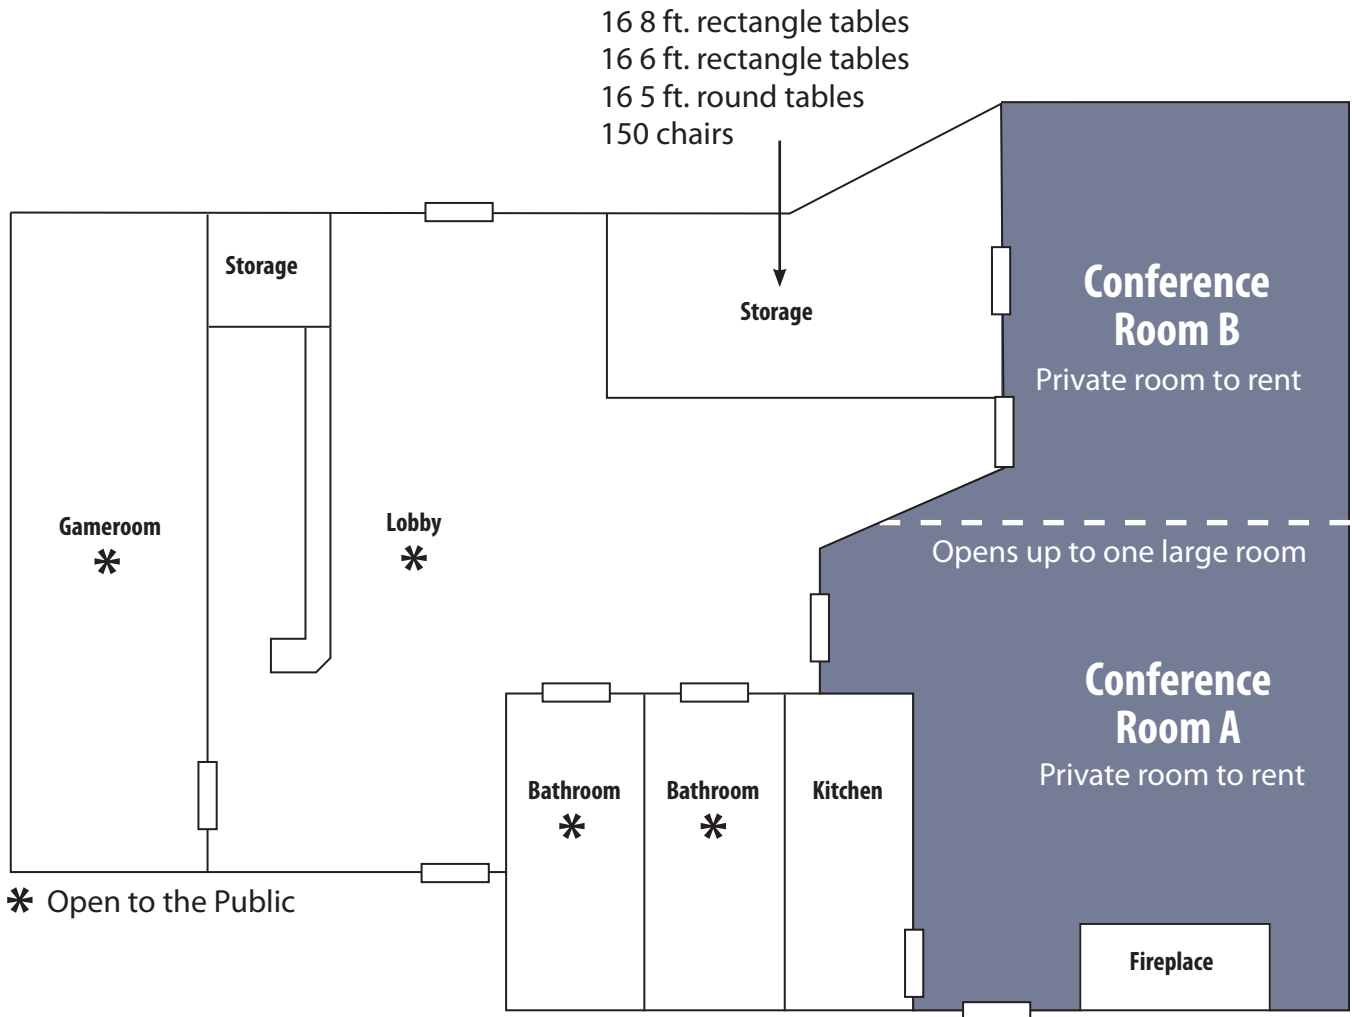 16 8 ft. rectangle tables
16 6 ft. rectangle tables
16 5 ft. round tables
150 chairs
Storage
Storage
Conference
Room B
Private room to rent
Gameroom
*
Lobby
*
Opens up to one large room
Conference
Room A
Private room to rent
Bathroom
*
Bathroom
*
Kitchen
* Open to the Public
Fireplace